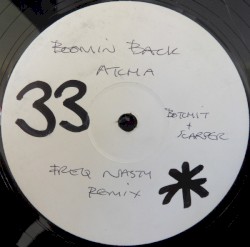 BOOMIN BACK
ATCHA
33
BOTCHIT
+
SCARPER
FREQ NASTY
REMIX
*